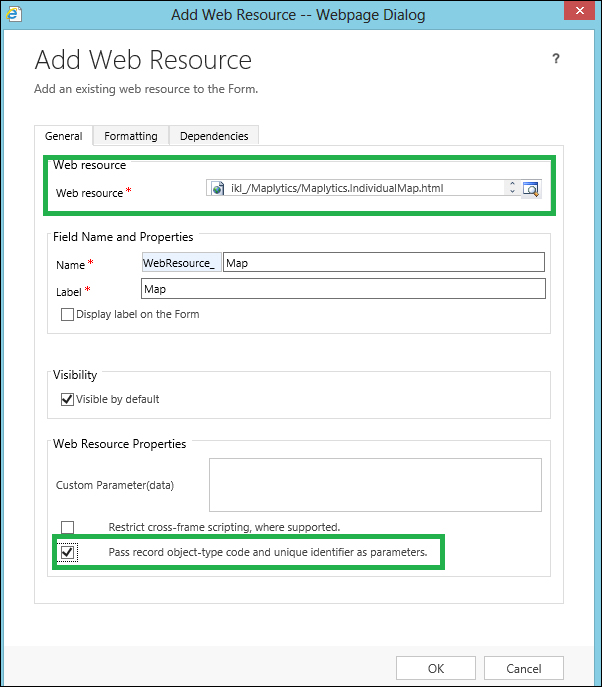 Add Web Resource -- Webpage Dialog
Add Web Resource
?
Add an existing web resource to the Form.
General Formatting Dependencies
Web resource
Web resource * ikl_/Maplytics/Maplytics.IndividualMap.html
Field Name and Properties
Name * WebResource_ Map
Label * Map
Display label on the Form
Visibility
Visible by default
Web Resource Properties
Custom Parameter(data)
Restrict cross-frame scripting, where supported.
Pass record object-type code and unique identifier as parameters.
OK Cancel